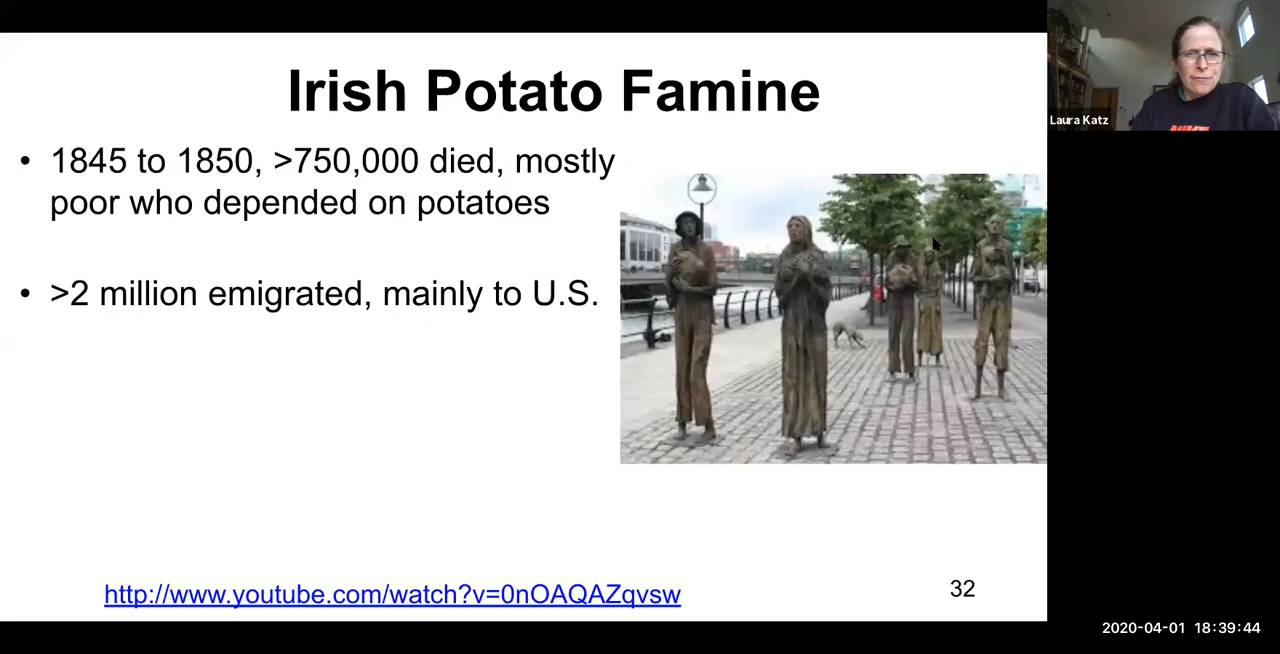 Irish Potato Famine
• 1845 to 1850, >750,000 died, mostly
poor who depended on potatoes
• >2 million emigrated, mainly to U.S.
http://www.youtube.com/watch?v=0nOAQAZqvsw
32
Laura Katz
2020-04-01 18:39:44